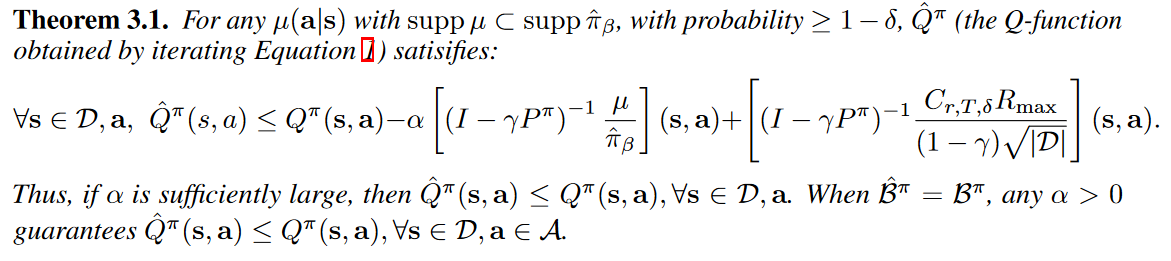 Theorem 3.1. For any μ(a|s) with supp μ ⊂ supp π̂_β, with probability ≥ 1 − δ, Q̂^π (the Q-function
obtained by iterating Equation 1) satisifies:
∀s ∈ D, a, Q̂^π(s, a) ≤ Q^π(s, a) − α [(I − γP^π)^{−1} μ/π̂_β] (s, a) + [(I − γP^π)^{−1} C_{r,T,δ}R_max/((1 − γ)√|D|)] (s, a).
Thus, if α is sufficiently large, then Q̂^π(s, a) ≤ Q^π(s, a), ∀s ∈ D, a. When B̂^π = B^π, any α > 0
guarantees Q̂^π(s, a) ≤ Q^π(s, a), ∀s ∈ D, a ∈ A.